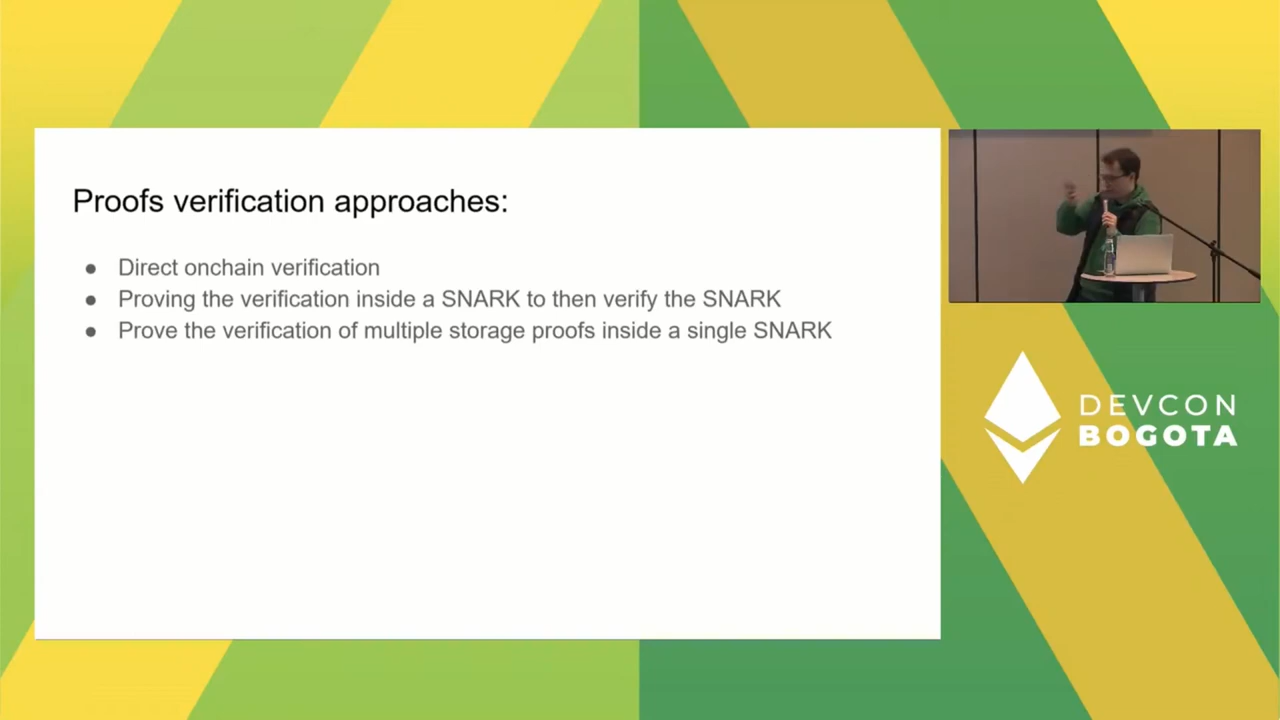 Proofs verification approaches:
● Direct onchain verification
● Proving the verification inside a SNARK to then verify the SNARK
● Prove the verification of multiple storage proofs inside a single SNARK
DEVCON
BOGOTA